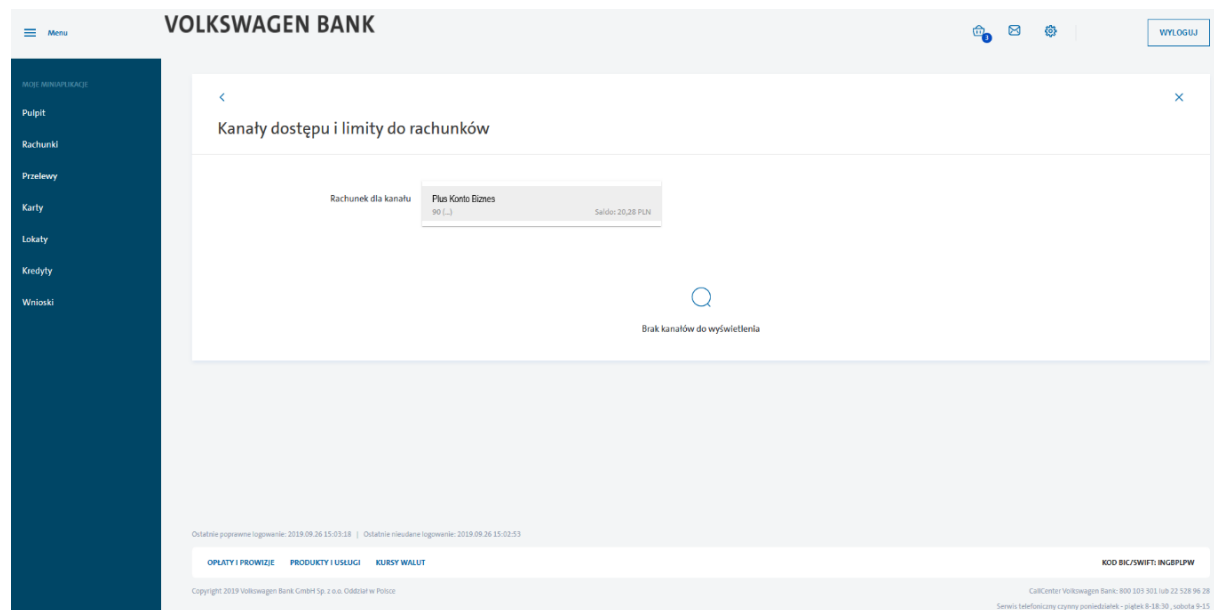 Menu
VOLKSWAGEN BANK
3
WYLOGUJ
MOJE MINIAPLIKACJE
Pulpit
Rachunki
Przelewy
Karty
Lokaty
Kredyty
Wnioski
Kanały dostępu i limity do rachunków
Rachunek dla kanału
Plus Konto Biznes
90 (...)
Saldo: 20,28 PLN
Brak kanałów do wyświetlenia
Ostatnie poprawne logowanie: 2019.09.26 15:03:18 | Ostatnie nieudane logowanie: 2019.09.26 15:02:53
OPŁATY I PROWIZJE PRODUKTY I USŁUGI KURSY WALUT
KOD BIC/SWIFT: INGBPLPW
Copyright 2019 Volkswagen Bank GmbH Sp. z o.o. Oddział w Polsce
CallCenter Volkswagen Bank: 800 103 301 lub 22 528 96 28
Serwis telefoniczny czynny poniedziałek - piątek 8-18:30 , sobota 9-15